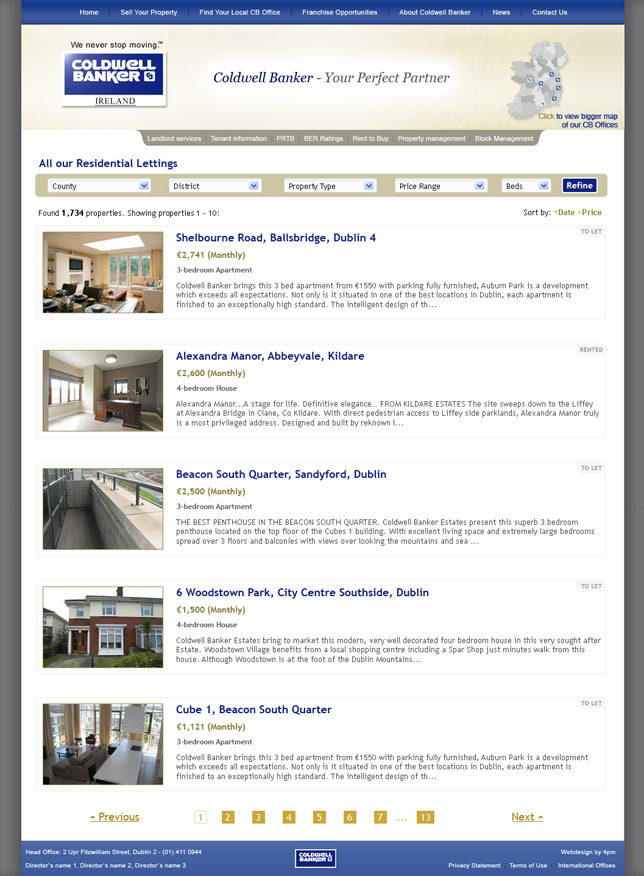 Home Sell Your Property Find Your Local CB Office Franchise Opportunities About Coldwell Banker News Contact Us
We never stop moving.™
COLDWELL
BANKER CB
IRELAND
Coldwell Banker - Your Perfect Partner
Click to view bigger map
of our CB Offices
Landlord services Tenant information PRTB BER Ratings Rent to Buy Property management Block Management
All our Residential Lettings
County District Property Type Price Range Beds Refine
Found 1,734 properties. Showing properties 1 - 10:
Sort by: ↑Date ↑Price
TO LET
Shelbourne Road, Ballsbridge, Dublin 4
€2,741 (Monthly)
3-bedroom Apartment
Coldwell Banker brings this 3 bed apartment from €1550 with parking fully furnished, Auburn Park is a development
which exceeds all expectations. Not only is it situated in one of the best locations in Dublin, each apartment is
finished to an exceptionally high standard. The intelligent design of th...
RENTED
Alexandra Manor, Abbeyvale, Kildare
€2,600 (Monthly)
4-bedroom House
Alexandra Manor...A stage for life. Definitive elegance... FROM KILDARE ESTATES The site sweeps down to the Liffey
at Alexandra Bridge in Clane, Co Kildare. With direct pedestrian access to Liffey side parklands, Alexandra Manor truly
is a most privileged address. Designed and built by reknown l...
TO LET
Beacon South Quarter, Sandyford, Dublin
€2,500 (Monthly)
3-bedroom Apartment
THE BEST PENTHOUSE IN THE BEACON SOUTH QUARTER. Coldwell Banker Estates present this superb 3 bedroom
penthouse located on the top floor of the Cubes 1 building. With excellent living space and extremely large bedrooms
spread over 3 floors and balconies with views over looking the mountains and sea ...
TO LET
6 Woodstown Park, City Centre Southside, Dublin
€1,500 (Monthly)
4-bedroom House
Coldwell Banker Estates bring to market this modern, very well decorated four bedroom house in this very sought after
Estate. Woodstown Village benefits from a local shopping centre including a Spar Shop just minutes walk from this
house. Although Woodstown is at the foot of the Dublin Mountains...
TO LET
Cube 1, Beacon South Quarter
€1,121 (Monthly)
3-bedroom Apartment
Coldwell Banker brings this 3 bed apartment from €1550 with parking fully furnished, Auburn Park is a development
which exceeds all expectations. Not only is it situated in one of the best locations in Dublin, each apartment is
finished to an exceptionally high standard. The intelligent design of th...
« Previous 1 2 3 4 5 6 7 ... 13 Next »
Head Office: 2 Upr Fitzwilliam Street, Dublin 2 - (01) 411 0944
Director's name 1, Director's name 2, Director's name 3
COLDWELL
BANKER CB
Webdesign by 4pm
Privacy Statement Terms of Use International Offices